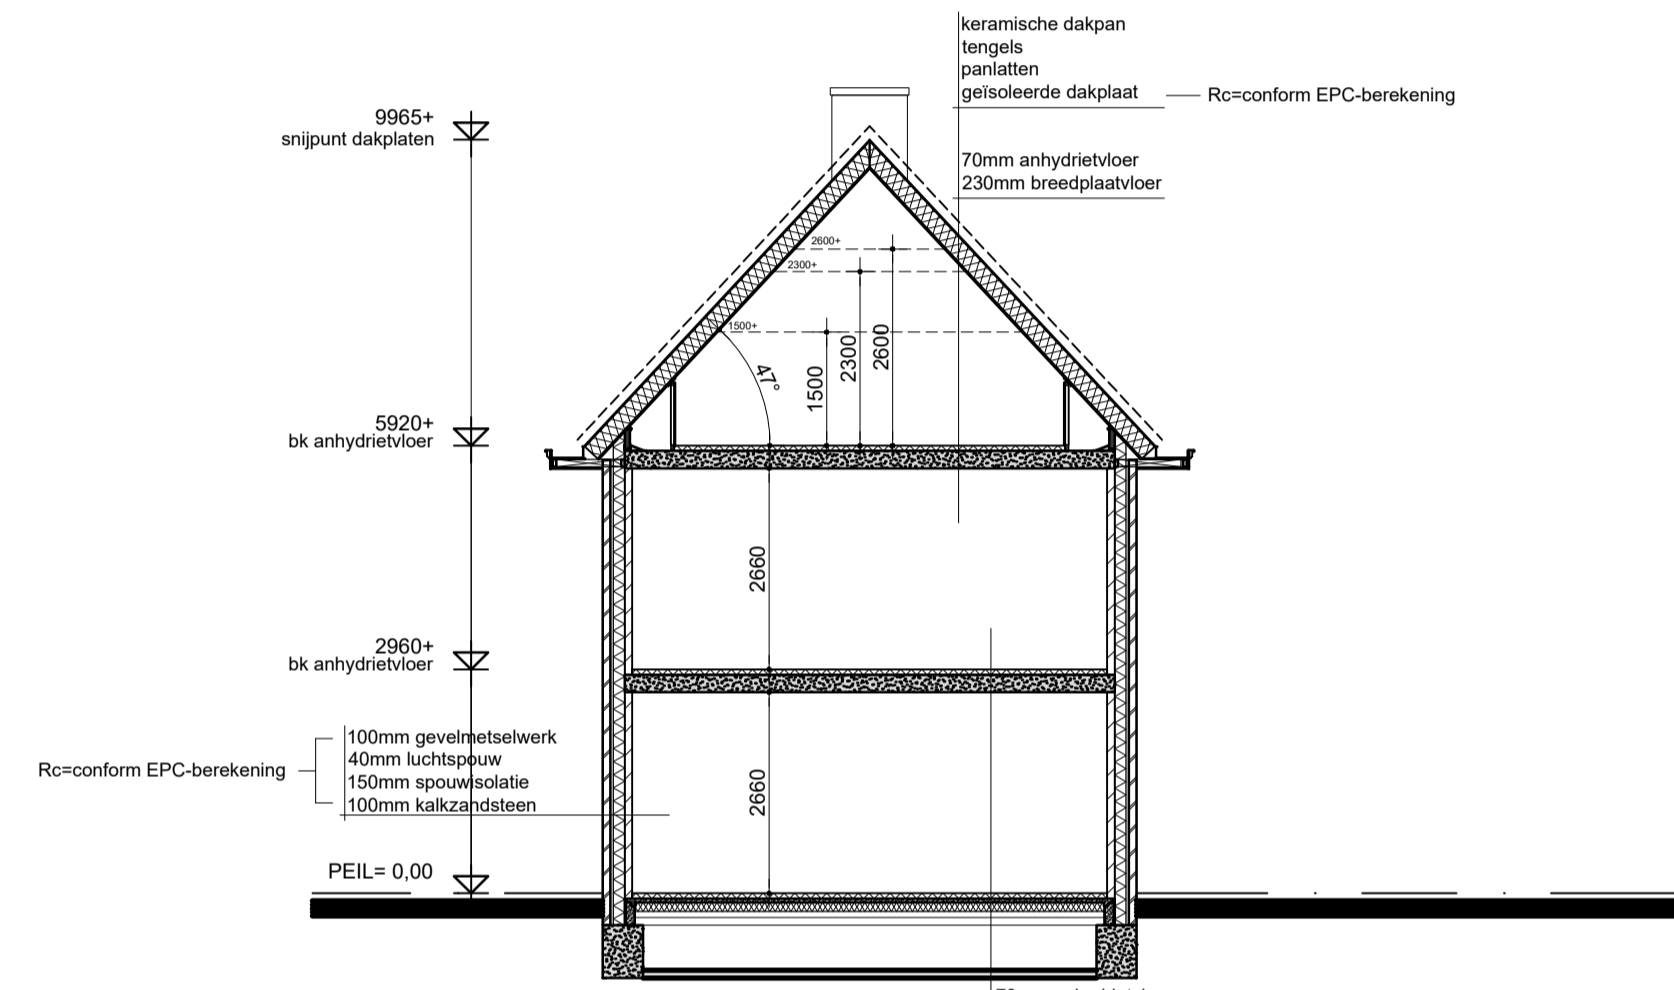 keramische dakpan
tengels
panlatten
geïsoleerde dakplaat
Rc=conform EPC-berekening
70mm anhydrietvloer
230mm breedplaatvloer
9965+
snijpunt dakplaten
2600+
2300+
1500+
47°
1500
2300
2600
5920+
bk anhydrietvloer
2660
2960+
bk anhydrietvloer
100mm gevelmetselwerk
40mm luchtspouw
150mm spouwisolatie
100mm kalkzandsteen
Rc=conform EPC-berekening
2660
PEIL= 0,00